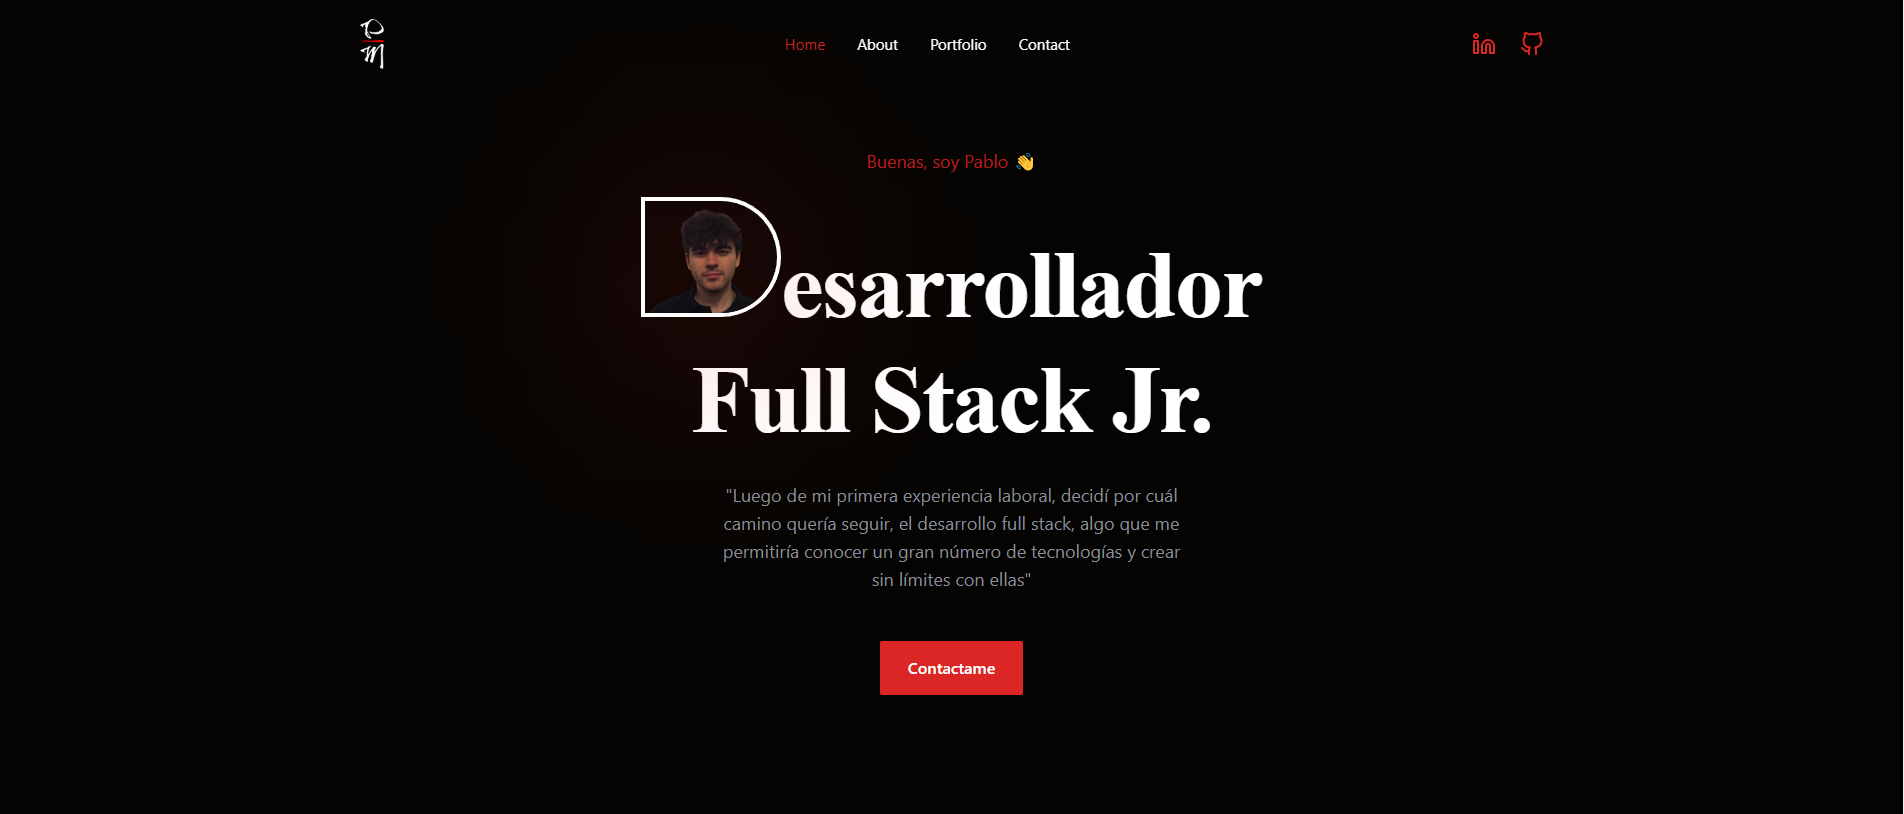 P
M
Home About Portfolio Contact
Buenas, soy Pablo 👋
Desarrollador
Full Stack Jr.
"Luego de mi primera experiencia laboral, decidí por cuál
camino quería seguir, el desarrollo full stack, algo que me
permitiría conocer un gran número de tecnologías y crear
sin límites con ellas"
Contactame